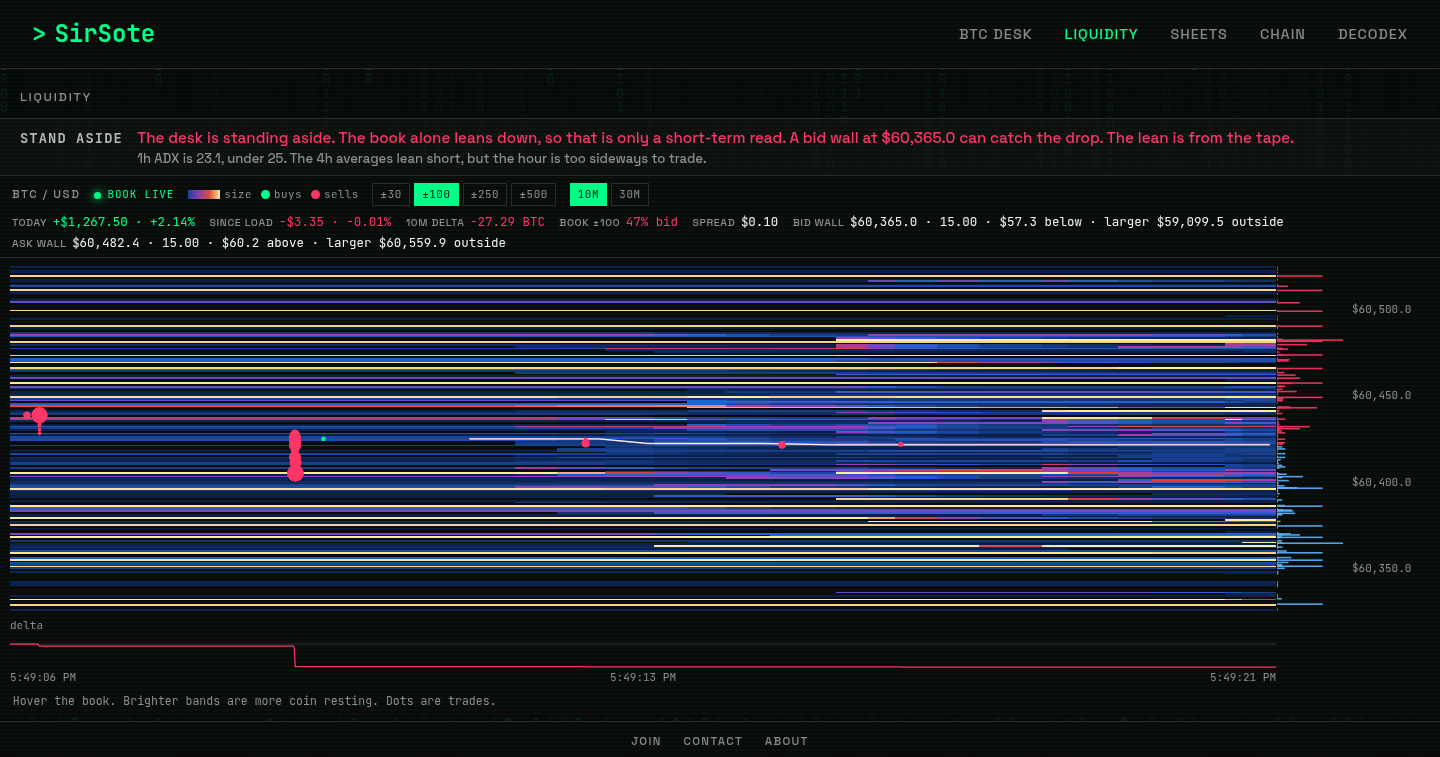 > SirSote
BTC DESK LIQUIDITY SHEETS CHAIN DECODEX
LIQUIDITY
STAND ASIDE The desk is standing aside. The book alone leans down, so that is only a short-term read. A bid wall at $60,365.0 can catch the drop. The lean is from the tape.
1h ADX is 23.1, under 25. The 4h averages lean short, but the hour is too sideways to trade.
BTC / USD BOOK LIVE size buys sells ±30 ±100 ±250 ±500 10M 30M
TODAY +$1,267.50 · +2.14% SINCE LOAD -$3.35 · -0.01% 10M DELTA -27.29 BTC BOOK ±100 47% bid SPREAD $0.10 BID WALL $60,365.0 · 15.00 · $57.3 below · larger $59,099.5 outside
ASK WALL $60,482.4 · 15.00 · $60.2 above · larger $60,559.9 outside
$60,500.0
$60,450.0
$60,400.0
$60,350.0
delta
5:49:06 PM 5:49:13 PM 5:49:21 PM
Hover the book. Brighter bands are more coin resting. Dots are trades.
JOIN CONTACT ABOUT